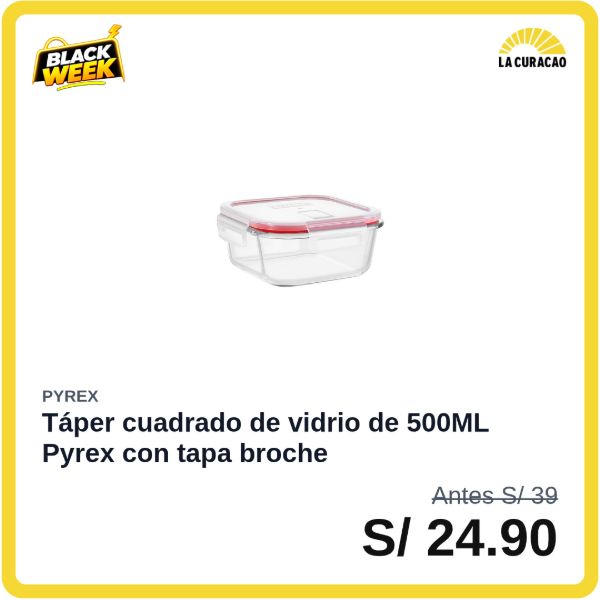 BLACK
WEEK
LA CURACAO
PYREX
Táper cuadrado de vidrio de 500ML
Pyrex con tapa broche
Antes S/ 39
S/ 24.90